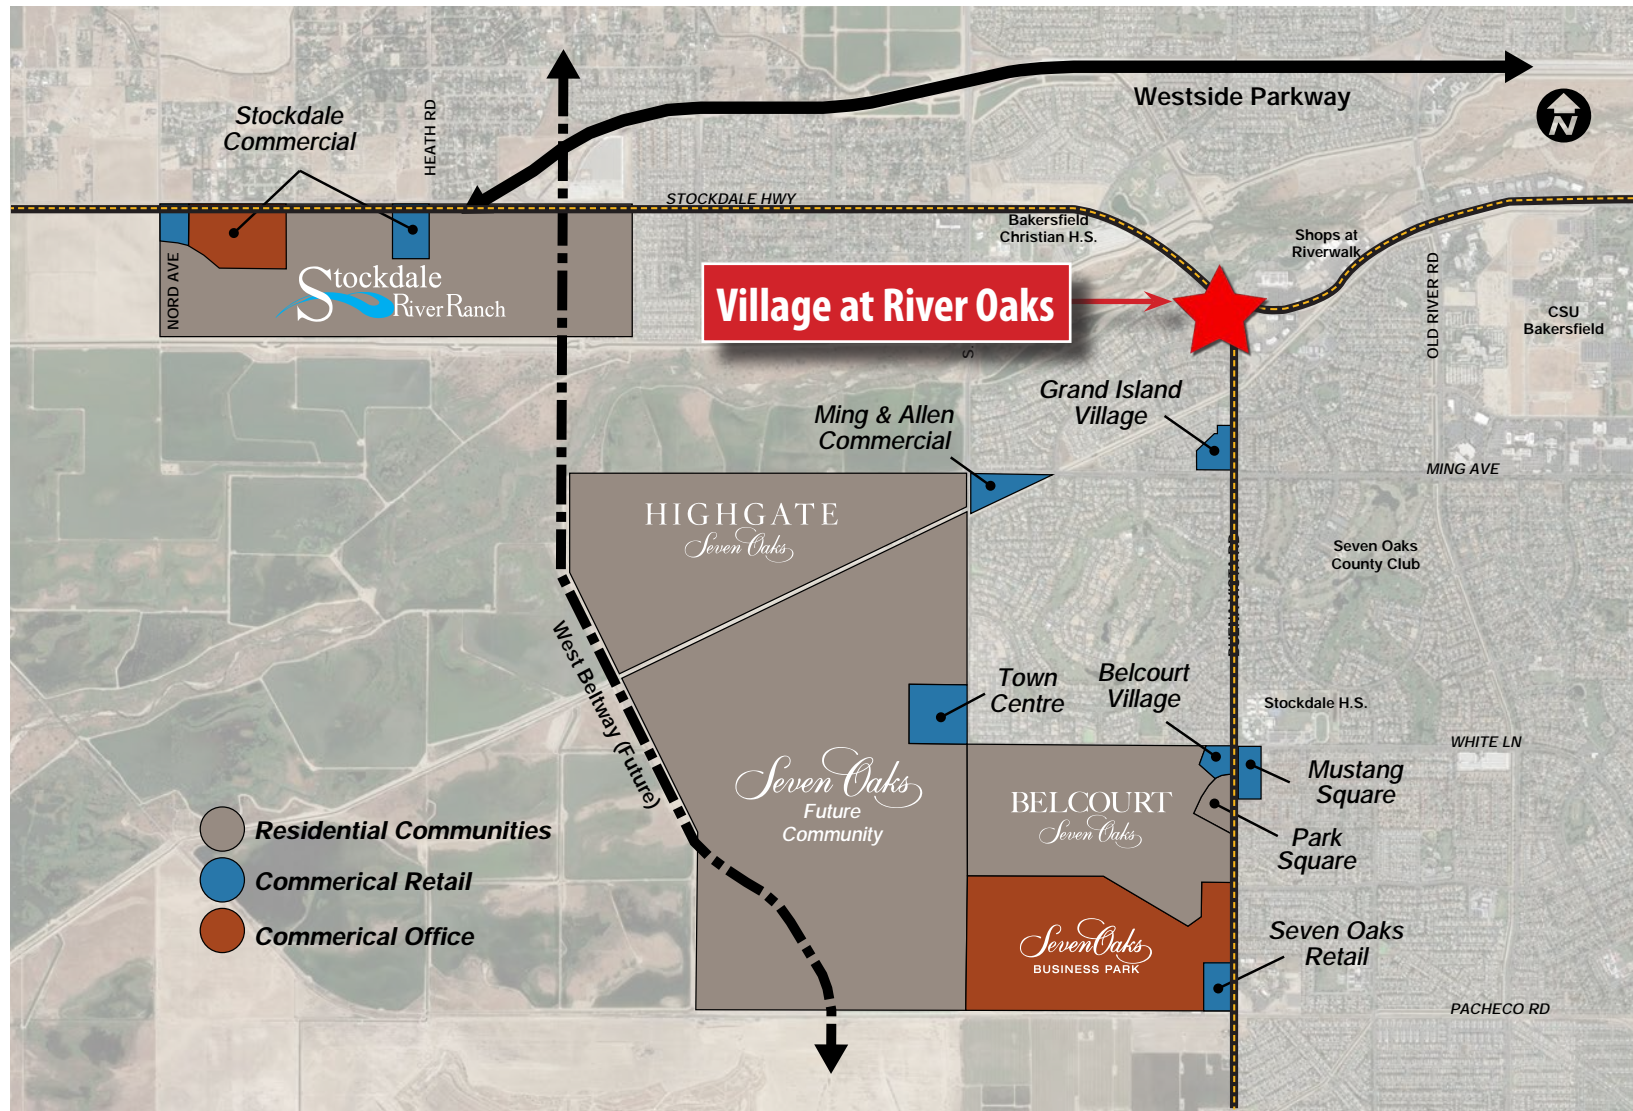 Westside Parkway
N
Stockdale
Commercial
HEATH RD
STOCKDALE HWY
Bakersfield
Christian H.S.
Shops at
Riverwalk
NORD AVE
Stockdale
River Ranch
Village at River Oaks
OLD RIVER RD
CSU
Bakersfield
S.
Grand Island
Village
Ming & Allen
Commercial
MING AVE
HIGHGATE
Seven Oaks
Seven Oaks
County Club
West Beltway (Future)
Town
Centre
Belcourt
Village
Stockdale H.S.
WHITE LN
Seven Oaks
Future
Community
BELCOURT
Seven Oaks
Mustang
Square
Park
Square
Residential Communities
Commerical Retail
Commerical Office
Seven Oaks
BUSINESS PARK
Seven Oaks
Retail
PACHECO RD